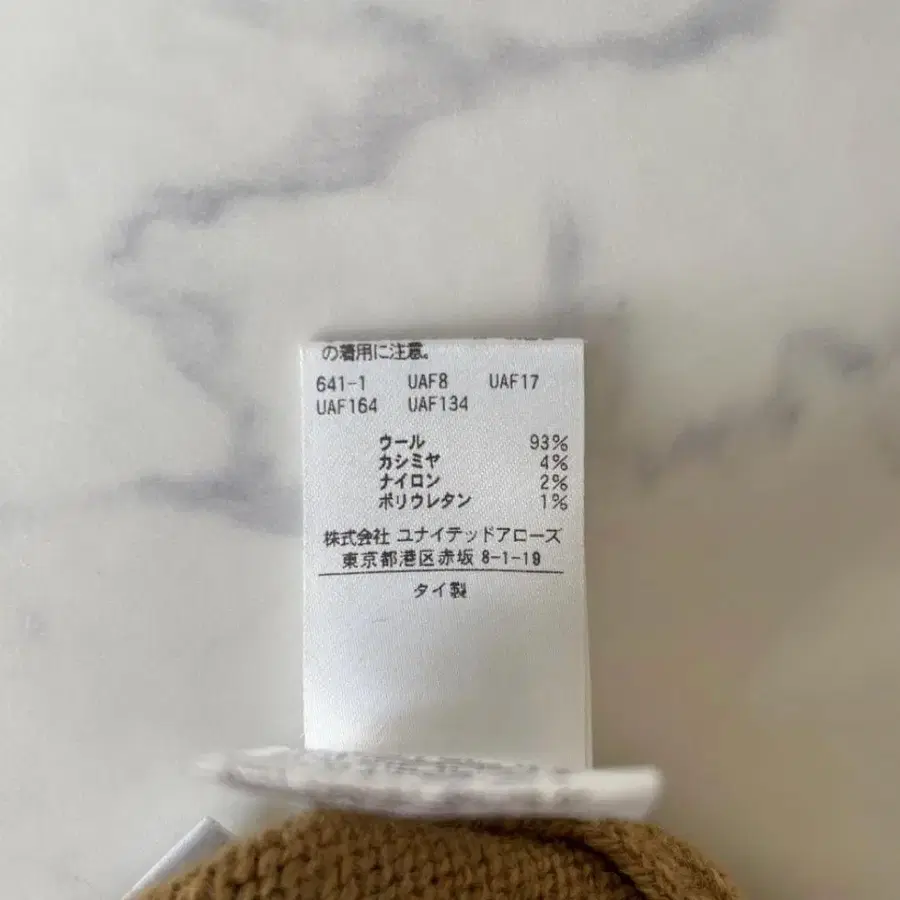 の着用に注意。
641-1 UAF8 UAF17
UAF164 UAF134
ウール 93%
カシミヤ 4%
ナイロン 2%
ポリウレタン 1%
株式会社 ユナイテッドアローズ
東京都港区赤坂 8-1-19
タイ製